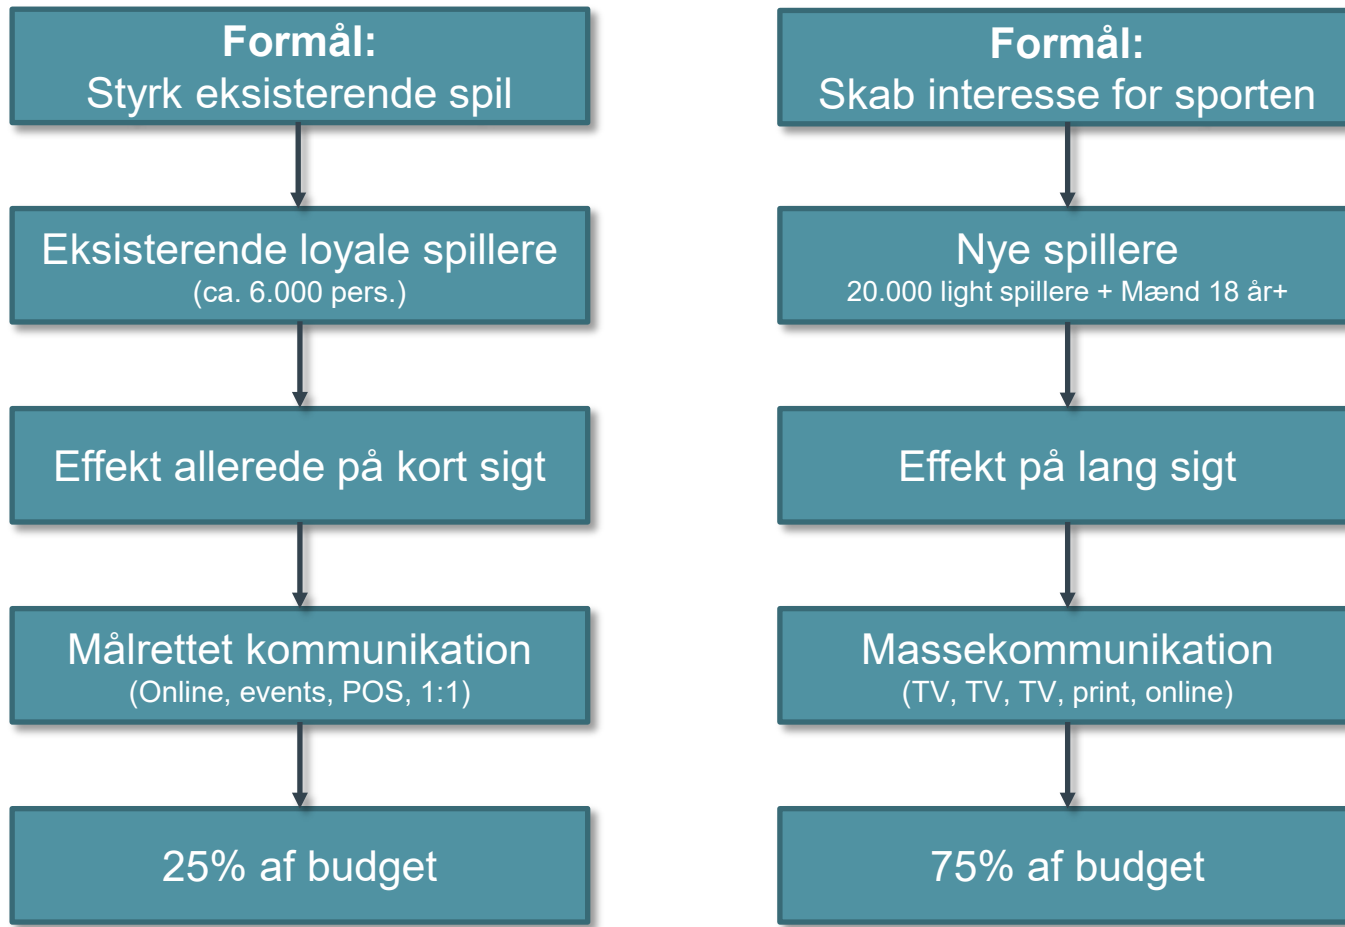 Formål:
Styrk eksisterende spil
Eksisterende loyale spillere
(ca. 6.000 pers.)
Effekt allerede på kort sigt
Målrettet kommunikation
(Online, events, POS, 1:1)
25% af budget
Formål:
Skab interesse for sporten
Nye spillere
20.000 light spillere + Mænd 18 år+
Effekt på lang sigt
Massekommunikation
(TV, TV, TV, print, online)
75% af budget